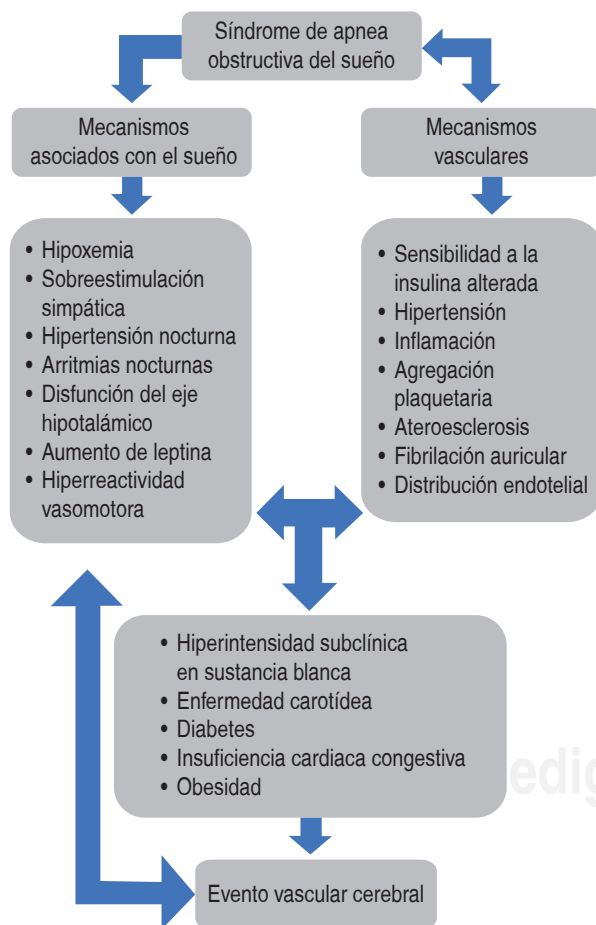 Síndrome de apnea
obstructiva del sueño
Mecanismos
asociados con el sueño
Mecanismos
vasculares
• Hipoxemia
• Sobreestimulación
simpática
• Hipertensión nocturna
• Arritmias nocturnas
• Disfunción del eje
hipotalámico
• Aumento de leptina
• Hiperreactividad
vasomotora
• Sensibilidad a la
insulina alterada
• Hipertensión
• Inflamación
• Agregación
plaquetaria
• Ateroesclerosis
• Fibrilación auricular
• Distribución endotelial
• Hiperintensidad subclínica
en sustancia blanca
• Enfermedad carotídea
• Diabetes
• Insuficiencia cardiaca congestiva
• Obesidad
Evento vascular cerebral